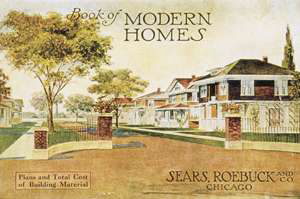 Book of MODERN
HOMES
Plans and Total Cost
of Building Material
SEARS, ROEBUCK AND CO.
CHICAGO